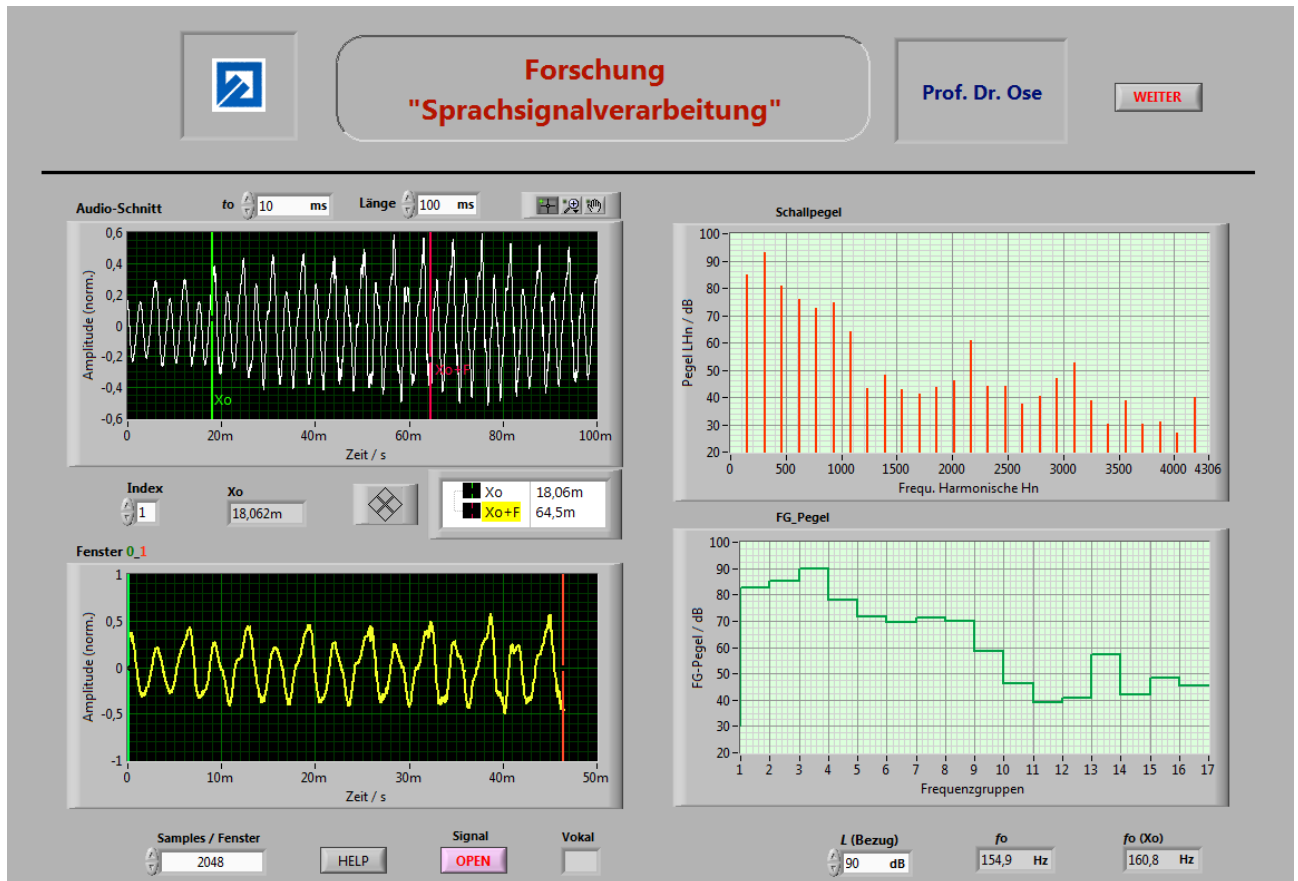 Forschung
"Sprachsignalverarbeitung"
Prof. Dr. Ose
WEITER
Audio-Schnitt
to 10 ms
Länge 100 ms
Amplitude (norm.)
0,6
0,4
0,2
0
-0,2
-0,4
-0,6
Xo
Xo+F
0 20m 40m 60m 80m 100m
Zeit / s
Index
1
Xo
18,062m
Xo 18,06m
Xo+F 64,5m
Fenster 0_1
Amplitude (norm.)
1
0,5
0
-0,5
-1
0 10m 20m 30m 40m 50m
Zeit / s
Samples / Fenster
2048
HELP
Signal
OPEN
Vokal
Schallpegel
Pegel LHn / dB
100
90
80
70
60
50
40
30
20
0 500 1000 1500 2000 2500 3000 3500 4000 4306
Frequ. Harmonische Hn
FG_Pegel
FG-Pegel / dB
100
90
80
70
60
50
40
30
20
1 2 3 4 5 6 7 8 9 10 11 12 13 14 15 16 17
Frequenzgruppen
L (Bezug)
90 dB
fo
154,9 Hz
fo (Xo)
160,8 Hz